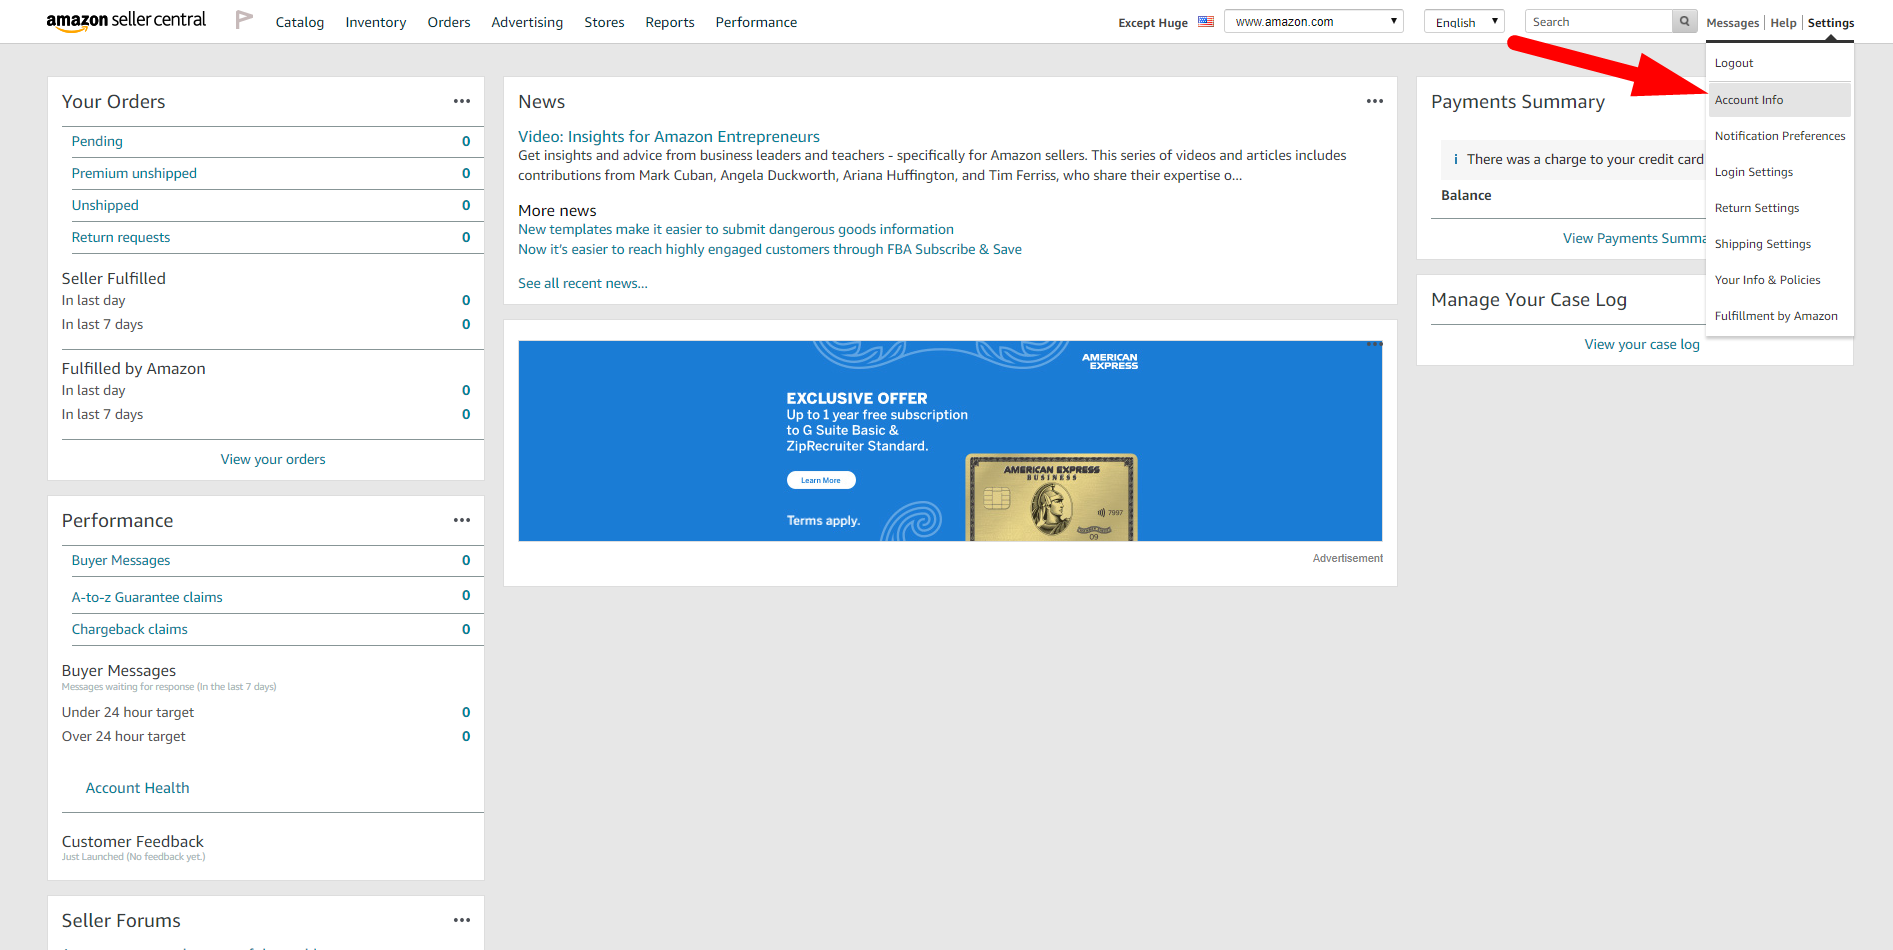 amazon seller central
Catalog Inventory Orders Advertising Stores Reports Performance
Except Huge www.amazon.com English Search Messages Help Settings
Logout
Account Info
Notification Preferences
Login Settings
Return Settings
Shipping Settings
Your Info & Policies
Fulfillment by Amazon
Your Orders
Pending 0
Premium unshipped 0
Unshipped 0
Return requests 0
Seller Fulfilled
In last day 0
In last 7 days 0
Fulfilled by Amazon
In last day 0
In last 7 days 0
View your orders
Performance
Buyer Messages 0
A-to-z Guarantee claims 0
Chargeback claims 0
Buyer Messages
Messages waiting for response (In the last 7 days)
Under 24 hour target 0
Over 24 hour target 0
Account Health
Customer Feedback
Just Launched (No feedback yet.)
Seller Forums
News
Video: Insights for Amazon Entrepreneurs
Get insights and advice from business leaders and teachers - specifically for Amazon sellers. This series of videos and articles includes
contributions from Mark Cuban, Angela Duckworth, Ariana Huffington, and Tim Ferriss, who share their expertise o...
More news
New templates make it easier to submit dangerous goods information
Now it's easier to reach highly engaged customers through FBA Subscribe & Save
See all recent news...
AMERICAN
EXPRESS
EXCLUSIVE OFFER
Up to 1 year free subscription
to G Suite Basic &
ZipRecruiter Standard.
Learn More
Terms apply.
AMERICAN EXPRESS
BUSINESS
7997
09
Advertisement
Payments Summary
i There was a charge to your credit card
Balance
View Payments Summa
Manage Your Case Log
View your case log